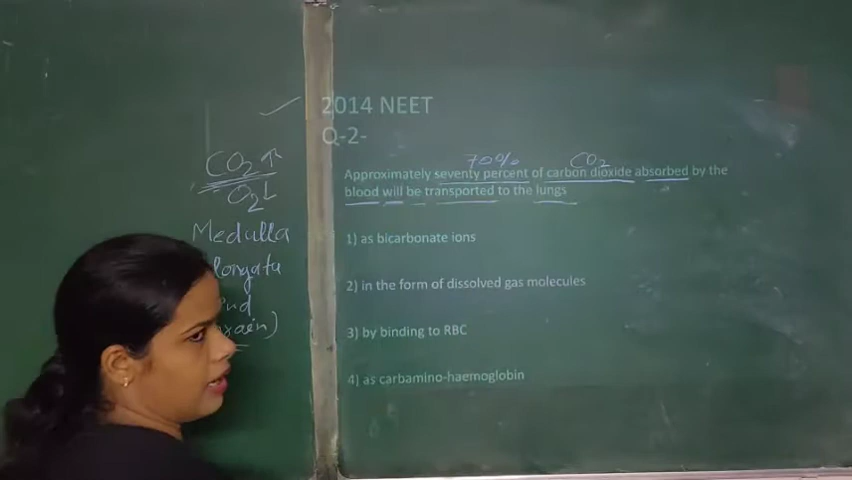 CO2 ↑
O2 ↓
Medulla
longata
2014 NEET
Q-2-
70% CO2
Approximately seventy percent of carbon dioxide absorbed by the
blood will be transported to the lungs
1) as bicarbonate ions
2) in the form of dissolved gas molecules
3) by binding to RBC
4) as carbamino-haemoglobin